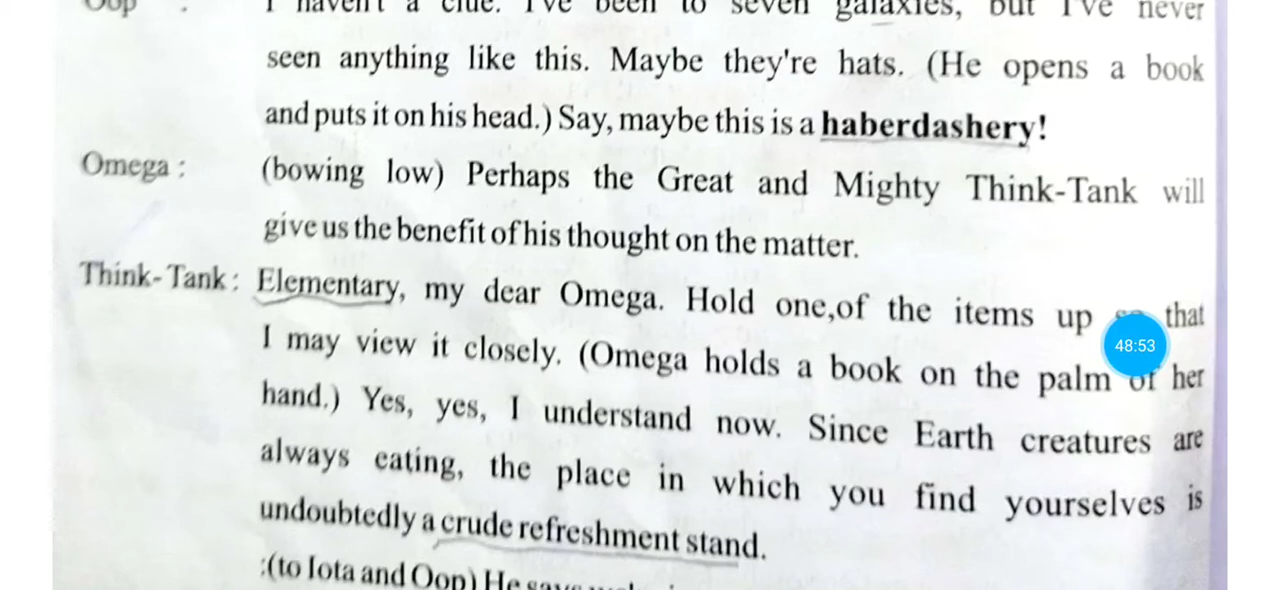 Oop : I haven't a clue. I've been to seven galaxies, but I've never
seen anything like this. Maybe they're hats. (He opens a book
and puts it on his head.) Say, maybe this is a haberdashery!
Omega : (bowing low) Perhaps the Great and Mighty Think-Tank will
give us the benefit of his thought on the matter.
Think-Tank : Elementary, my dear Omega. Hold one,of the items up that
I may view it closely. (Omega holds a book on the palm of her
hand.) Yes, yes, I understand now. Since Earth creatures are
always eating, the place in which you find yourselves is
undoubtedly a crude refreshment stand.
:(to Iota and Oop) He says
48:53